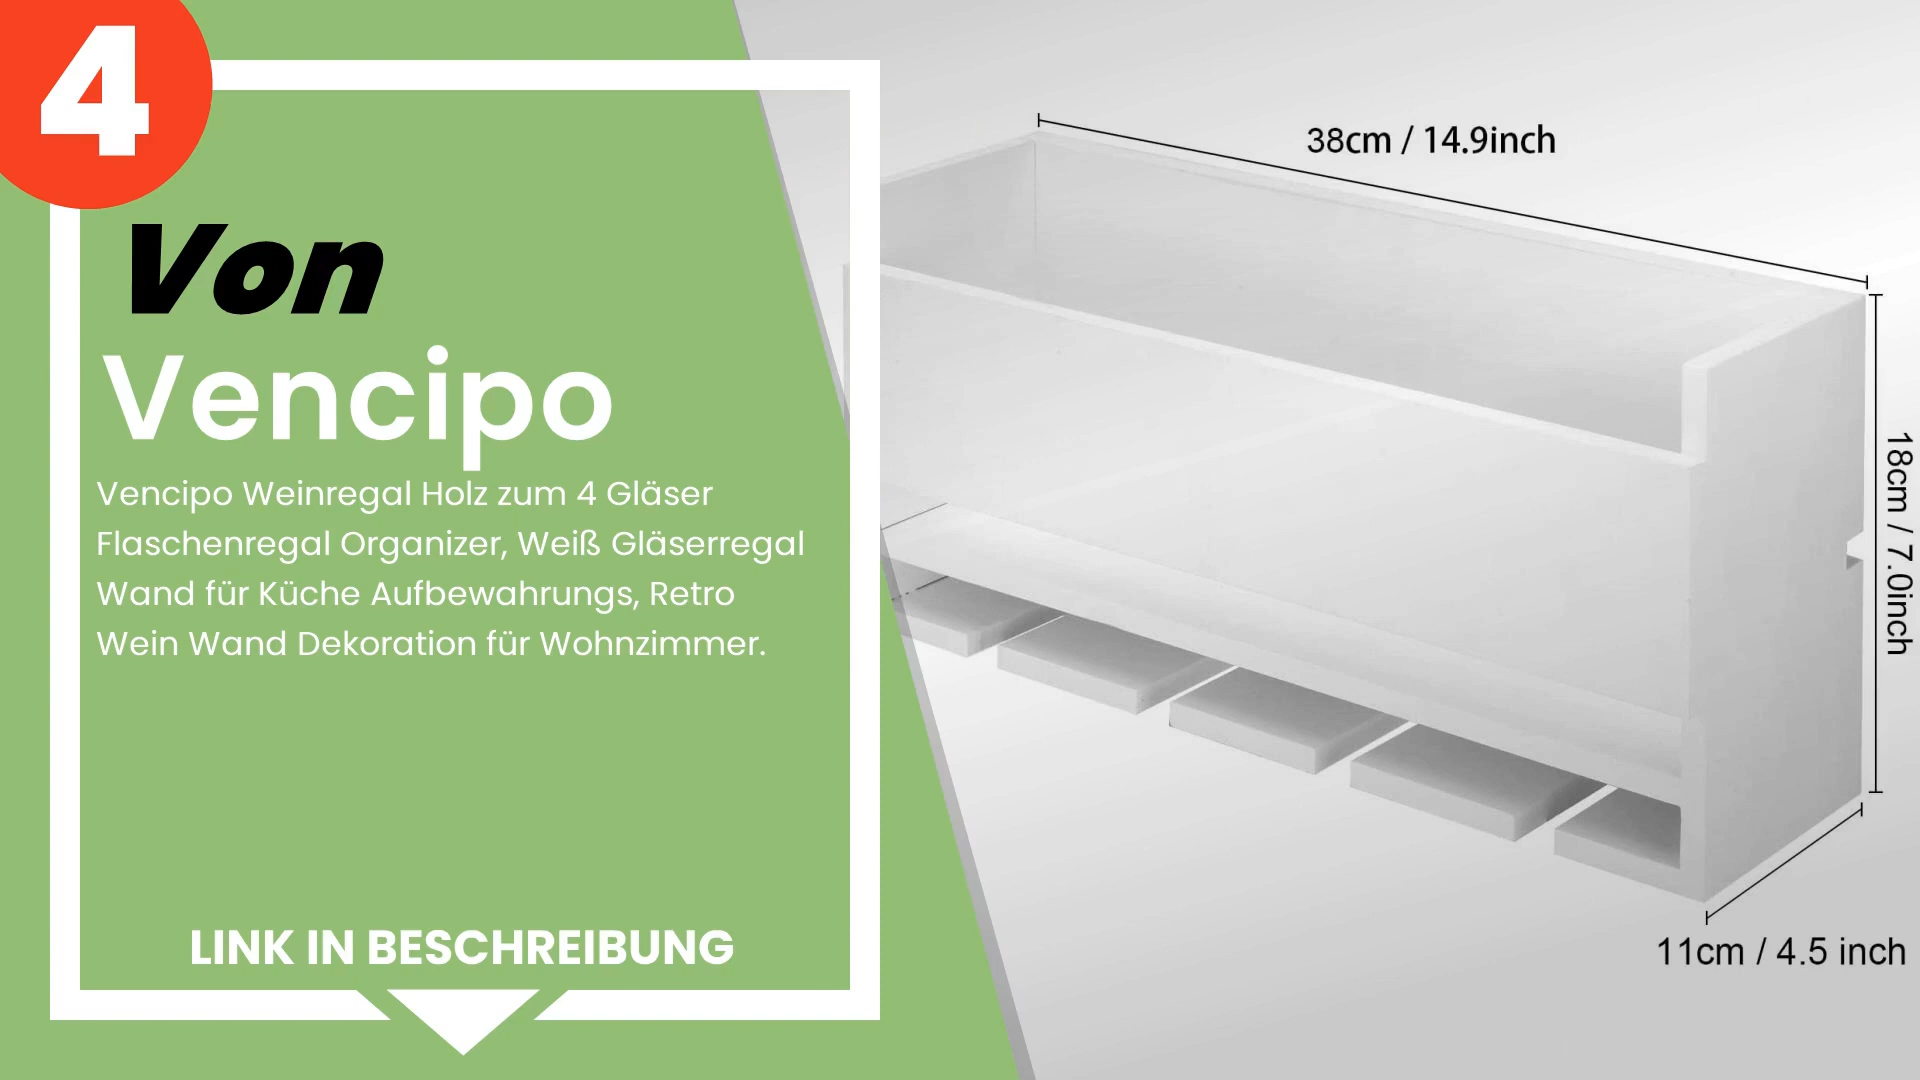 4
Von
Vencipo
Vencipo Weinregal Holz zum 4 Gläser
Flaschenregal Organizer, Weiß Gläserregal
Wand für Küche Aufbewahrungs, Retro
Wein Wand Dekoration für Wohnzimmer.
LINK IN BESCHREIBUNG
38cm / 14.9inch
18cm / 7.0inch
11cm / 4.5 inch